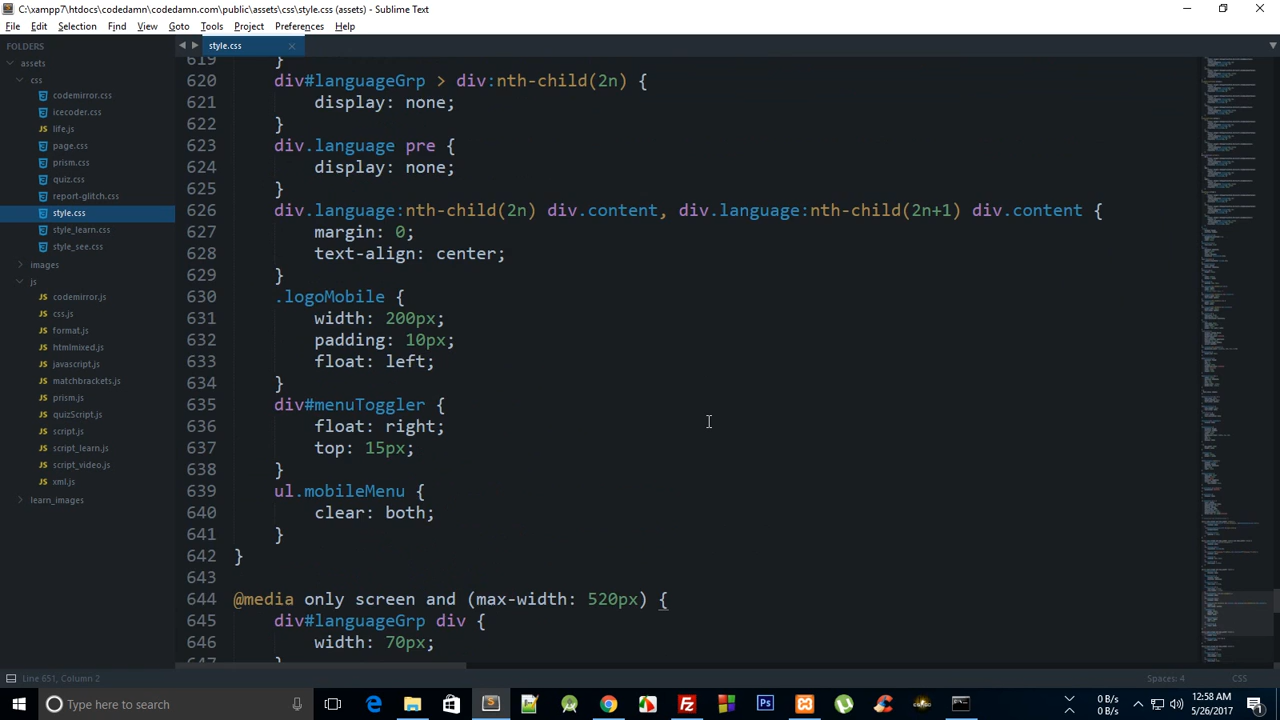 C:\xampp7\htdocs\codedamn\codedamn.com\public\assets\css\style.css (assets) - Sublime Text
File Edit Selection Find View Goto Tools Project Preferences Help
FOLDERS
assets
css
codemirror.css
icecoder.css
life.js
page.css
prism.css
quiz.css
report-glitch.css
style.css
style_learn.css
style_see.css
images
js
codemirror.js
css.js
format.js
htmlmixed.js
javascript.js
matchbrackets.js
prism.js
quizScript.js
script.js
script_learn.js
script_video.js
xml.js
learn_images
style.css
619 }
620 div#languageGrp > div:nth-child(2n) {
621 display: none;
622 }
623 div.language pre {
624 display: none;
625 }
626 div.language:nth-child(2n) div.content, div.language:nth-child(2n+1) div.content {
627 margin: 0;
628 text-align: center;
629 }
630 .logoMobile {
631 width: 200px;
632 padding: 10px;
633 float: left;
634 }
635 div#menuToggler {
636 float: right;
637 top: 15px;
638 }
639 ul.mobileMenu {
640 clear: both;
641 }
642 }
643
644 @media only screen and (max-width: 520px) {
645 div#languageGrp div {
646 width: 70px;
647 }
Line 651, Column 2
Spaces: 4
CSS
Type here to search
0 B/s
0 B/s
12:58 AM
5/26/2017